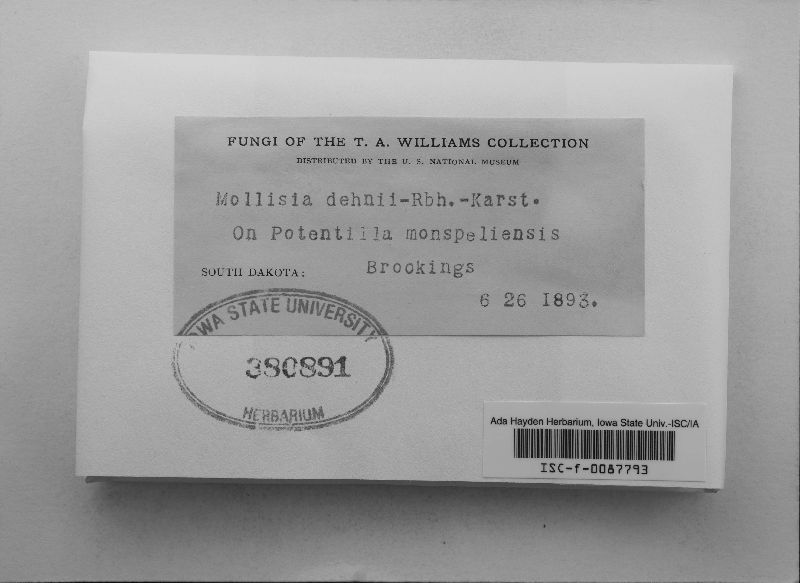 FUNGI OF THE T. A. WILLIAMS COLLECTION
DISTRIBUTED BY THE U. S. NATIONAL MUSEUM
Mollisia dehnii-Rbh.-Karst.
On Potentilla monspeliensis
SOUTH DAKOTA: Brookings
6 26 1893.
IOWA STATE UNIVERSITY
380891
HERBARIUM
Ada Hayden Herbarium, Iowa State Univ.-ISC/IA
ISC-f-0087793